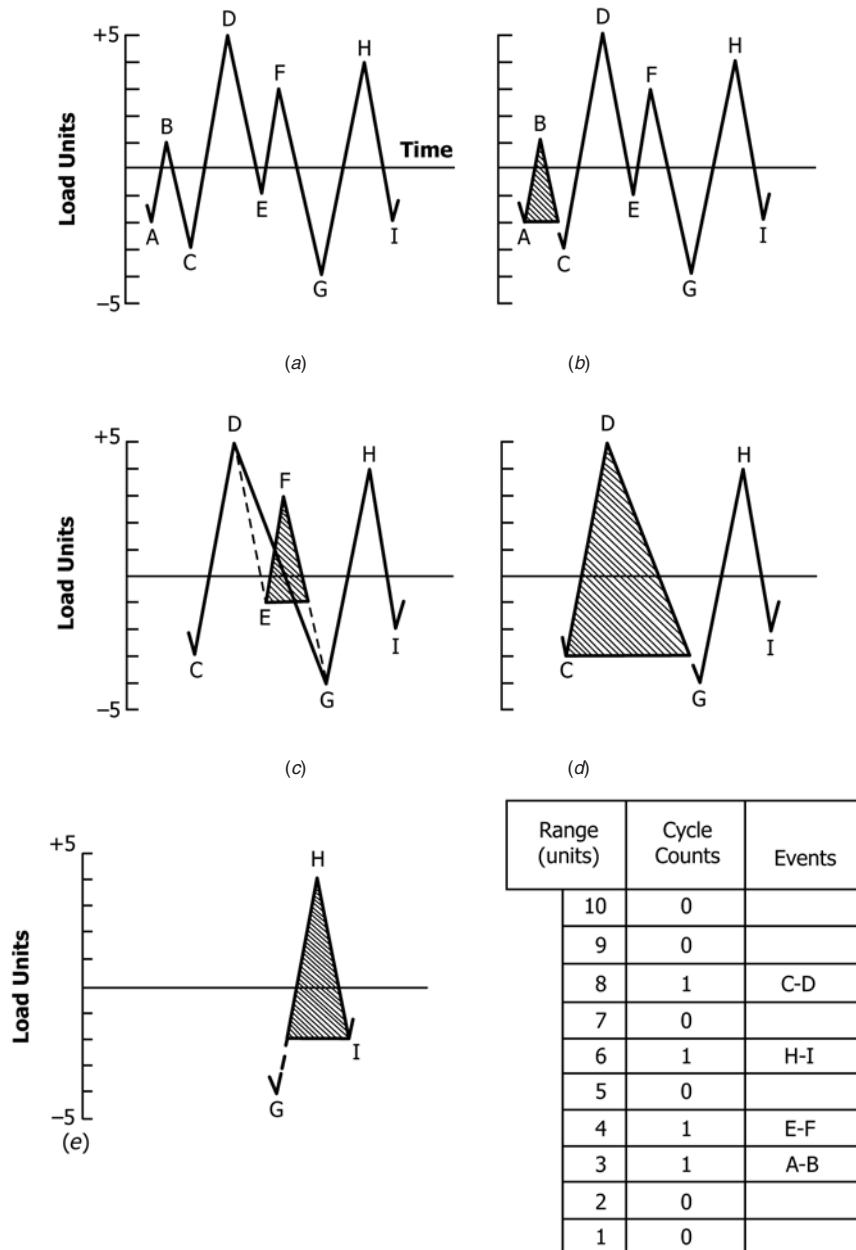 +5
Load Units
−5
A
B
C
D
E
F
G
H
I
Time
(a)
A
B
C
D
E
F
G
H
I
(b)
+5
Load Units
−5
C
D
E
F
G
H
I
(c)
C
D
G
H
I
(d)
+5
Load Units
−5
G
H
I
(e)
Range (units) Cycle Counts Events
10 0
9 0
8 1 C-D
7 0
6 1 H-I
5 0
4 1 E-F
3 1 A-B
2 0
1 0